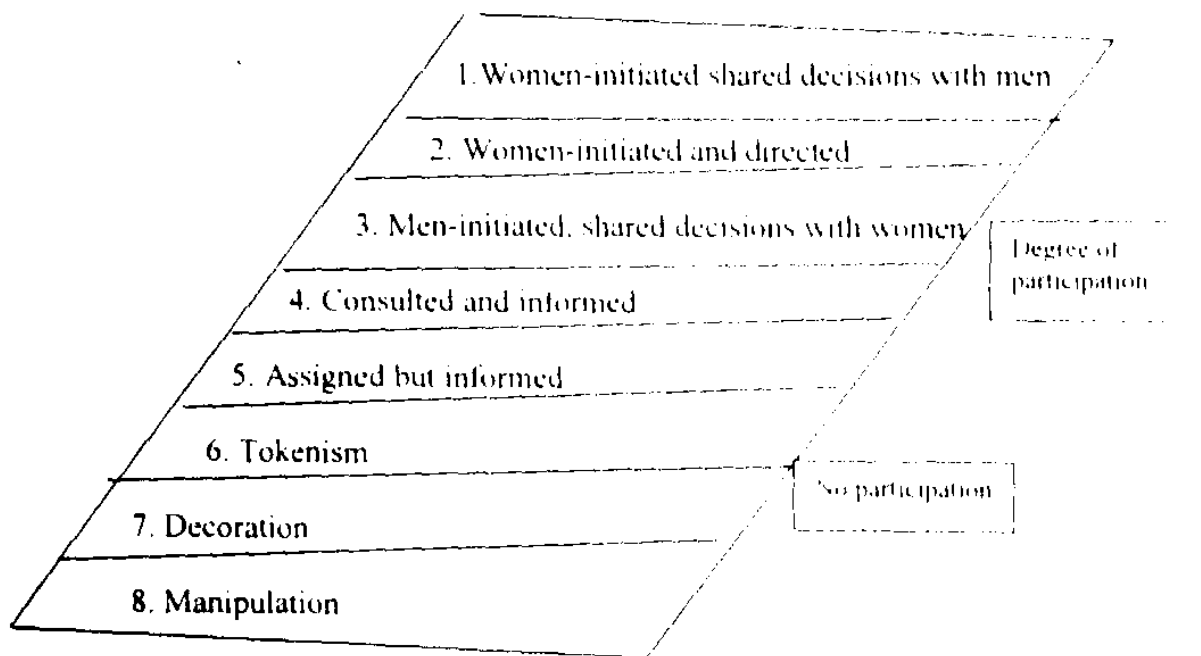 1. Women-initiated shared decisions with men
2. Women-initiated and directed
3. Men-initiated, shared decisions with women
Degree of
participation
4. Consulted and informed
5. Assigned but informed
6. Tokenism
No participation
7. Decoration
8. Manipulation